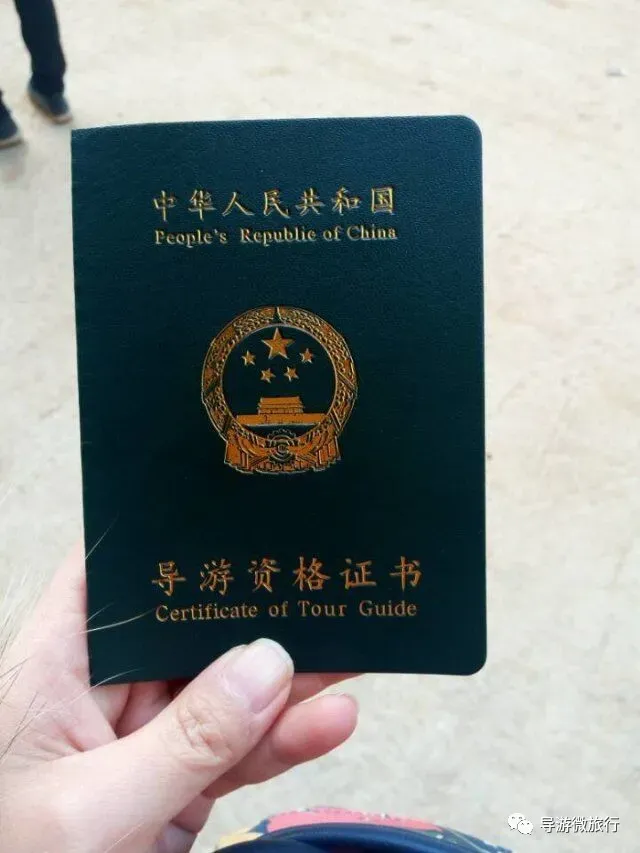 中华人民共和国
People's Republic of China
导游资格证书
Certificate of Tour Guide
导游微旅行